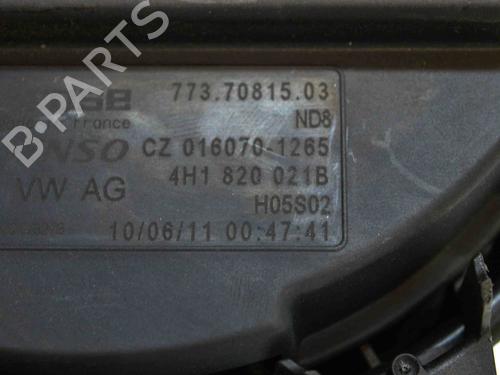 773.70815.03
France
ND8
CZ 016070-1265
VW AG
4H1 820 021B
H05S02
10/06/11 00:47:41